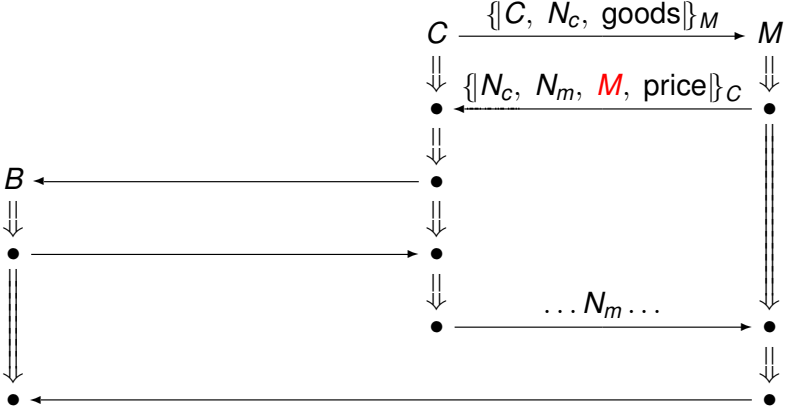 C {|C, N_c, goods|}_M M
{|N_c, N_m, M, price|}_C
B
…N_m…